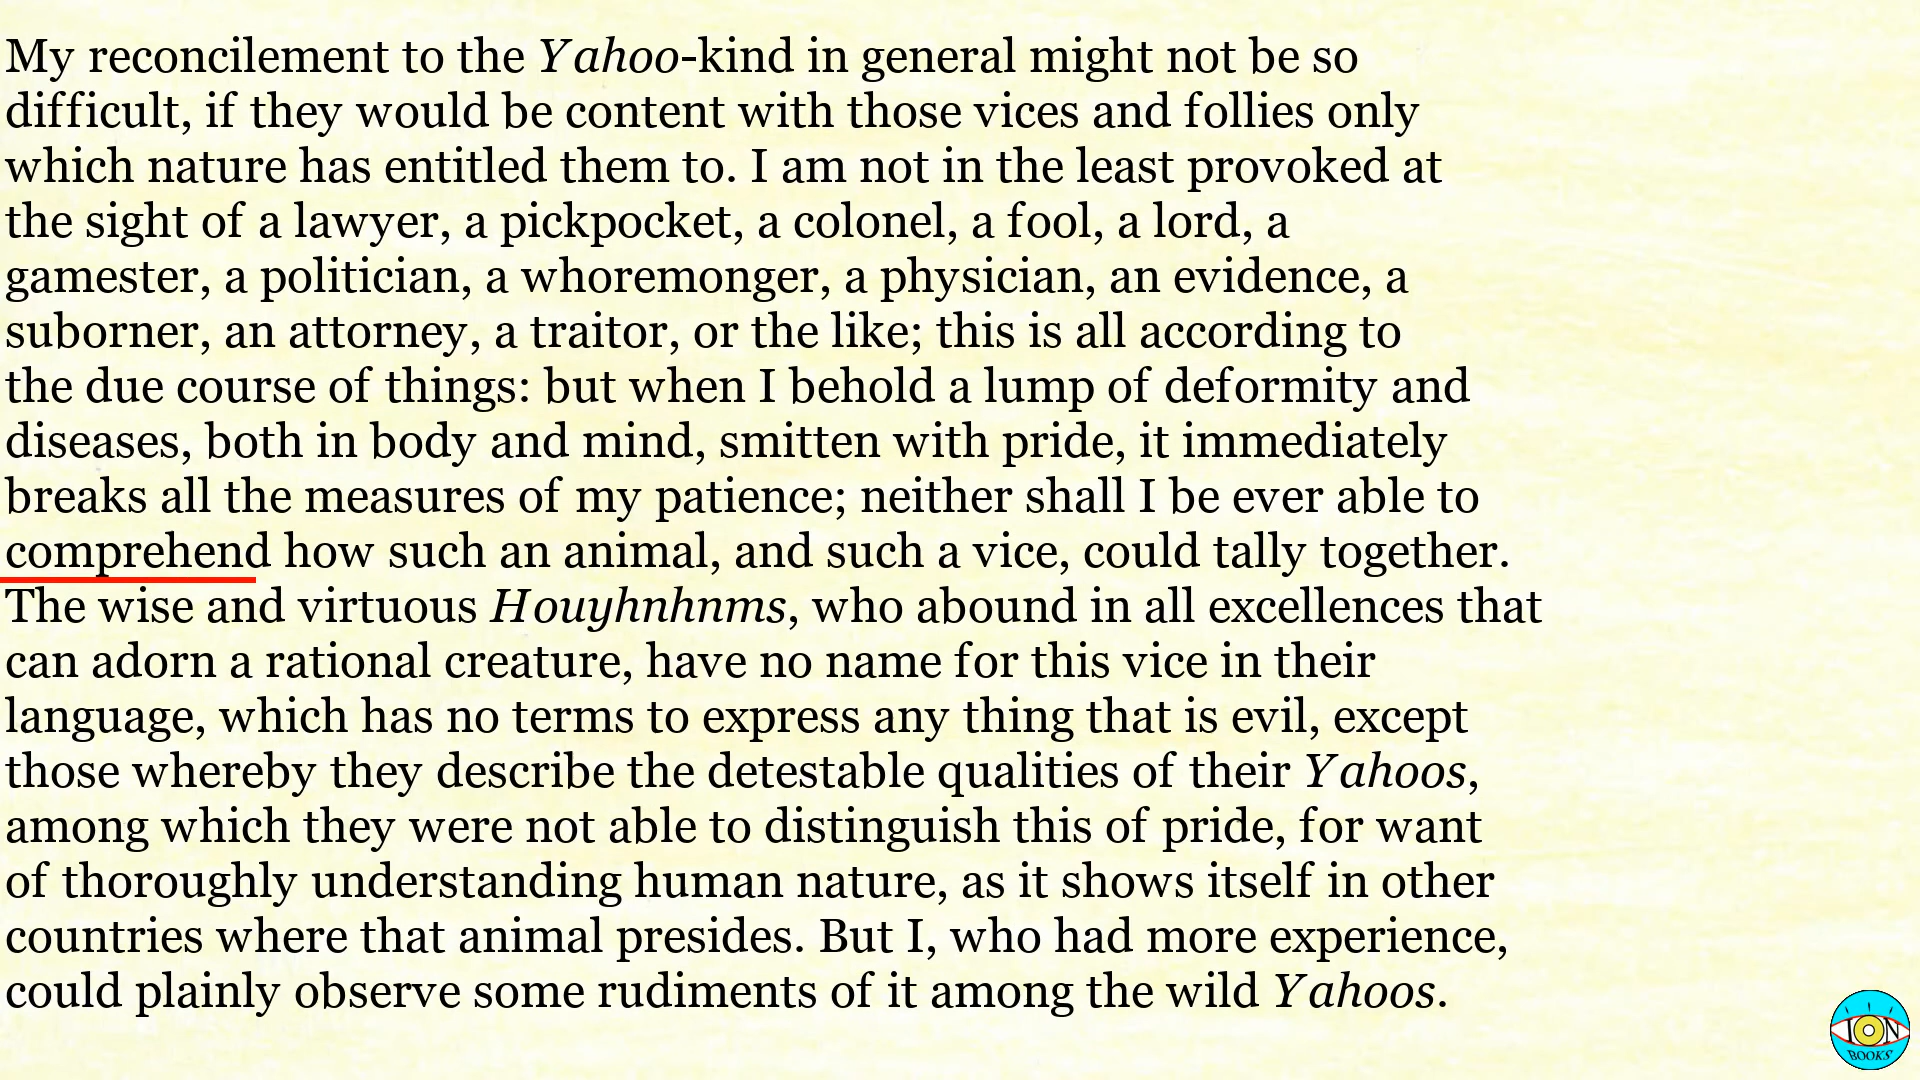 My reconcilement to the Yahoo-kind in general might not be so
difficult, if they would be content with those vices and follies only
which nature has entitled them to. I am not in the least provoked at
the sight of a lawyer, a pickpocket, a colonel, a fool, a lord, a
gamester, a politician, a whoremonger, a physician, an evidence, a
suborner, an attorney, a traitor, or the like; this is all according to
the due course of things: but when I behold a lump of deformity and
diseases, both in body and mind, smitten with pride, it immediately
breaks all the measures of my patience; neither shall I be ever able to
comprehend how such an animal, and such a vice, could tally together.
The wise and virtuous Houyhnhnms, who abound in all excellences that
can adorn a rational creature, have no name for this vice in their
language, which has no terms to express any thing that is evil, except
those whereby they describe the detestable qualities of their Yahoos,
among which they were not able to distinguish this of pride, for want
of thoroughly understanding human nature, as it shows itself in other
countries where that animal presides. But I, who had more experience,
could plainly observe some rudiments of it among the wild Yahoos.
ION
BOOKS